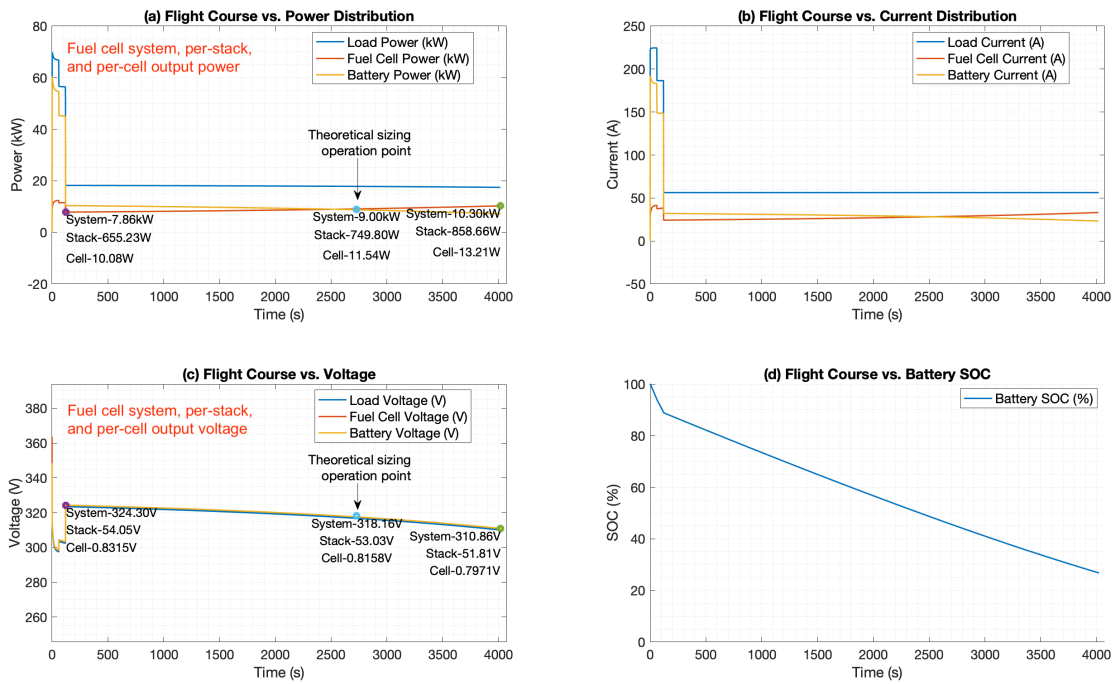 (a) Flight Course vs. Power Distribution
Fuel cell system, per-stack,
and per-cell output power
Load Power (kW)
Fuel Cell Power (kW)
Battery Power (kW)
Theoretical sizing
operation point
System-7.86kW
Stack-655.23W
Cell-10.08W
System-9.00kW
Stack-749.80W
Cell-11.54W
System-10.30kW
Stack-858.66W
Cell-13.21W
80
60
40
20
0
-20
Power (kW)
0 500 1000 1500 2000 2500 3000 3500 4000
Time (s)
(b) Flight Course vs. Current Distribution
Load Current (A)
Fuel Cell Current (A)
Battery Current (A)
250
200
150
100
50
0
-50
Current (A)
0 500 1000 1500 2000 2500 3000 3500 4000
Time (s)
(c) Flight Course vs. Voltage
Fuel cell system, per-stack,
and per-cell output voltage
Load Voltage (V)
Fuel Cell Voltage (V)
Battery Voltage (V)
Theoretical sizing
operation point
System-324.30V
Stack-54.05V
Cell-0.8315V
System-318.16V
Stack-53.03V
Cell-0.8158V
System-310.86V
Stack-51.81V
Cell-0.7971V
380
360
340
320
300
280
260
Voltage (V)
0 500 1000 1500 2000 2500 3000 3500 4000
Time (s)
(d) Flight Course vs. Battery SOC
Battery SOC (%)
100
80
60
40
20
0
SOC (%)
0 500 1000 1500 2000 2500 3000 3500 4000
Time (s)